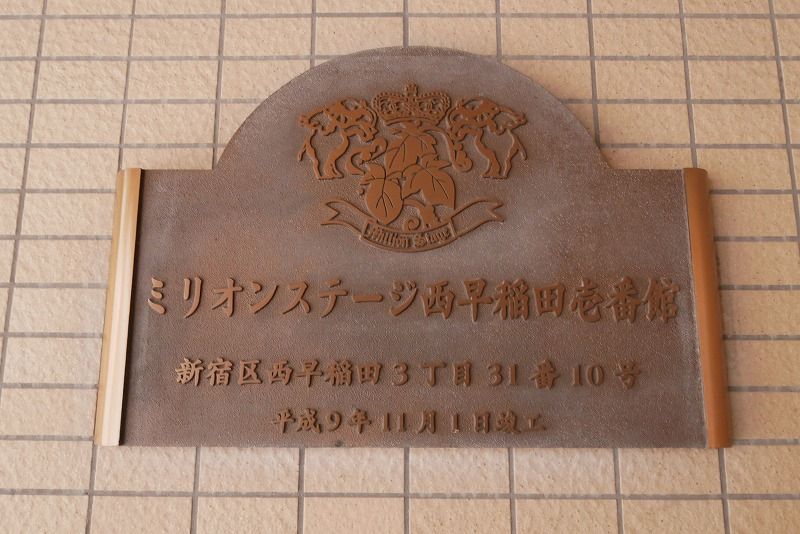 Million Stage
ミリオンステージ西早稲田壱番館
新宿区西早稲田3丁目31番10号
平成9年11月1日竣工